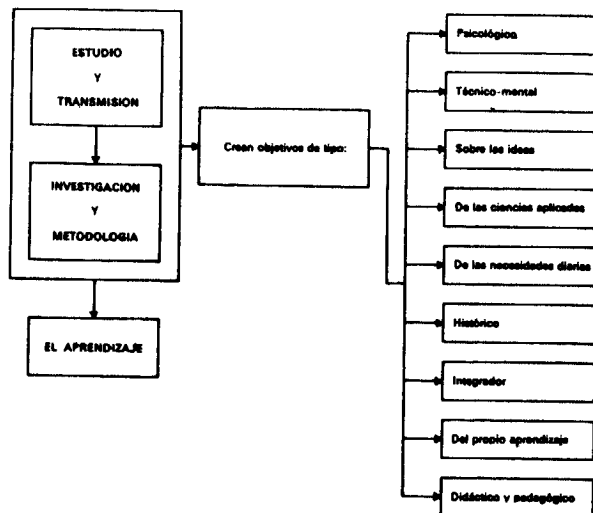 ESTUDIO
Y
TRANSMISION
INVESTIGACION
Y
METODOLOGIA
EL APRENDIZAJE
Crean objetivos de tipo:
Psicológico
Técnico-mental
Sobre las ideas
De las ciencias aplicadas
De las necesidades diarias
Histórico
Integrador
Del propio aprendizaje
Didáctico y pedagógico